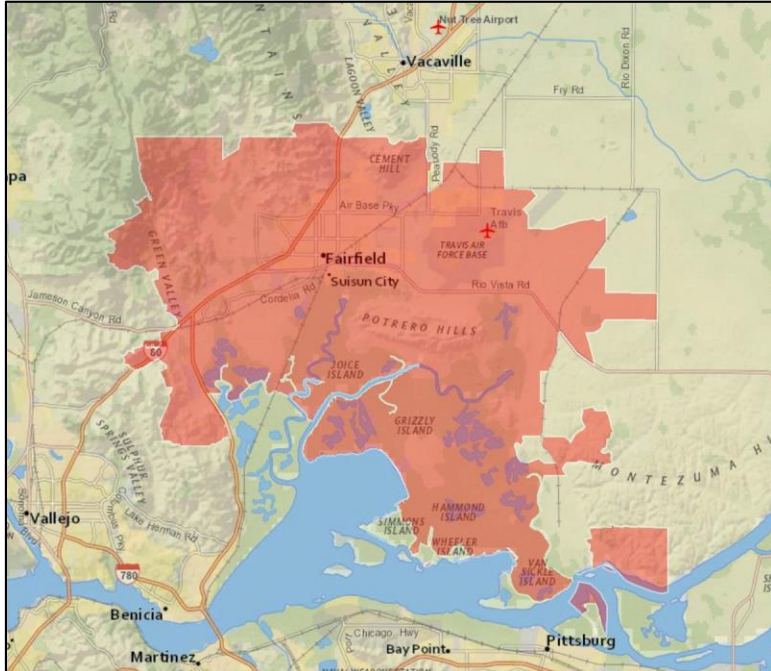 Nut Tree Airport
Vacaville
LAGOON VALLEY
VALLEY
Rio Dixon Rd
Fry Rd
Peabody Rd
CEMENT
HILL
Air Base Pky
Travis
Afb
TRAVIS AIR
FORCE BASE
GREEN VALLEY
Fairfield
Suisun City
Cordelia Rd
Rio Vista Rd
Jameson Canyon Rd
POTRERO HILLS
80
JOICE
ISLAND
GRIZZLY
ISLAND
SULPHUR
SPRINGS VALLEY
MONTEZUMA H
HAMMOND
ISLAND
SIMMONS
ISLAND
WHEELER
ISLAND
VAN
SICKLE
ISLAND
Vallejo
Sonoma Blvd
Lake Herman Rd
780
Benicia
Martinez
Chicago Hwy
Bay Point
Pittsburg